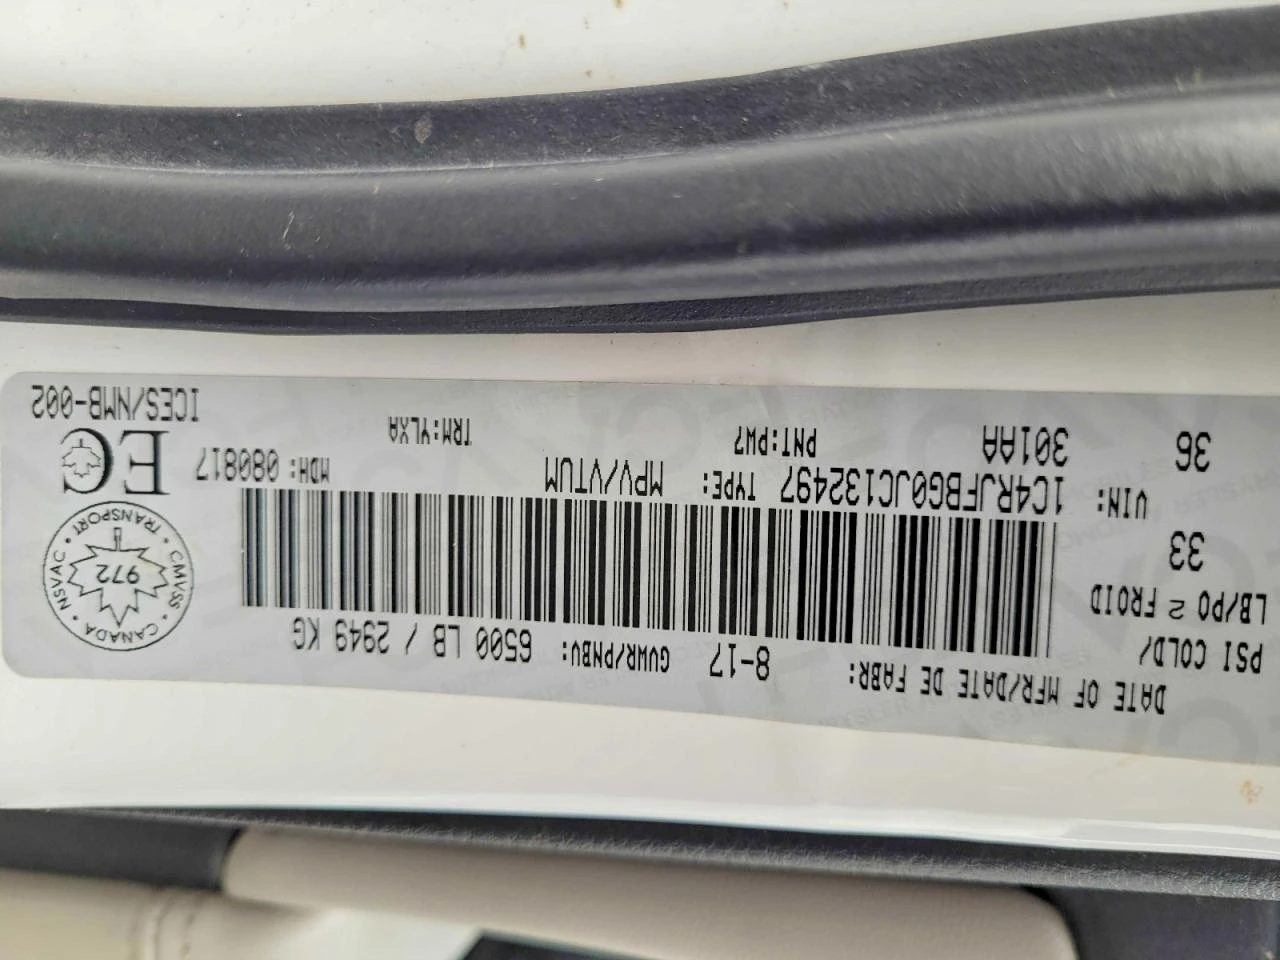 DATE OF MFR/DATE DE FABR: 8-17 GVWR/PNBV: 6500 LB / 2949 KG
PSI COLD/
LB/PO 2 FROID
33
36
VIN: 1C4RJFBG0JC132497 TYPE: MPV/VTUM MDH: 080817
301AA PNT:PW7 TRM:YLXA
NSVAC • TRANSPORT • CMVSS • CANADA •
972
EC
ICES/NMB-002